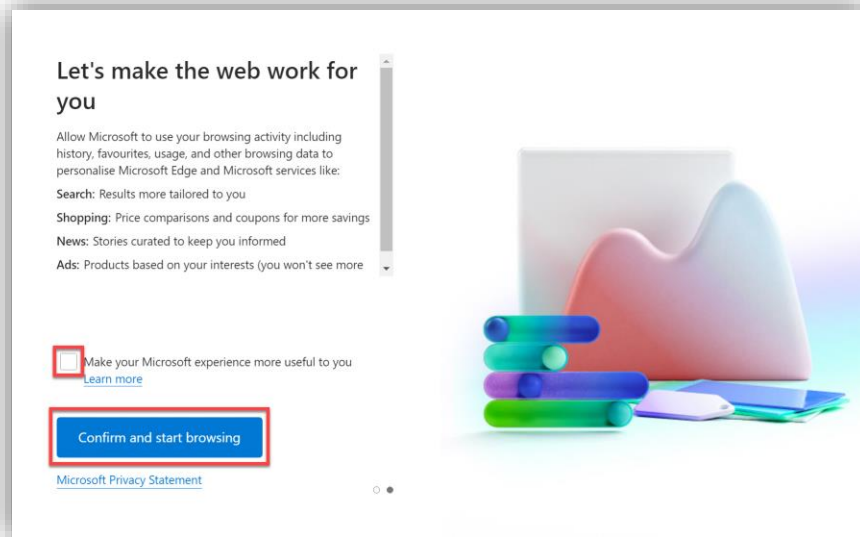 Let's make the web work for
you
Allow Microsoft to use your browsing activity including
history, favourites, usage, and other browsing data to
personalise Microsoft Edge and Microsoft services like:
Search: Results more tailored to you
Shopping: Price comparisons and coupons for more savings
News: Stories curated to keep you informed
Ads: Products based on your interests (you won't see more
Make your Microsoft experience more useful to you
Learn more
Confirm and start browsing
Microsoft Privacy Statement